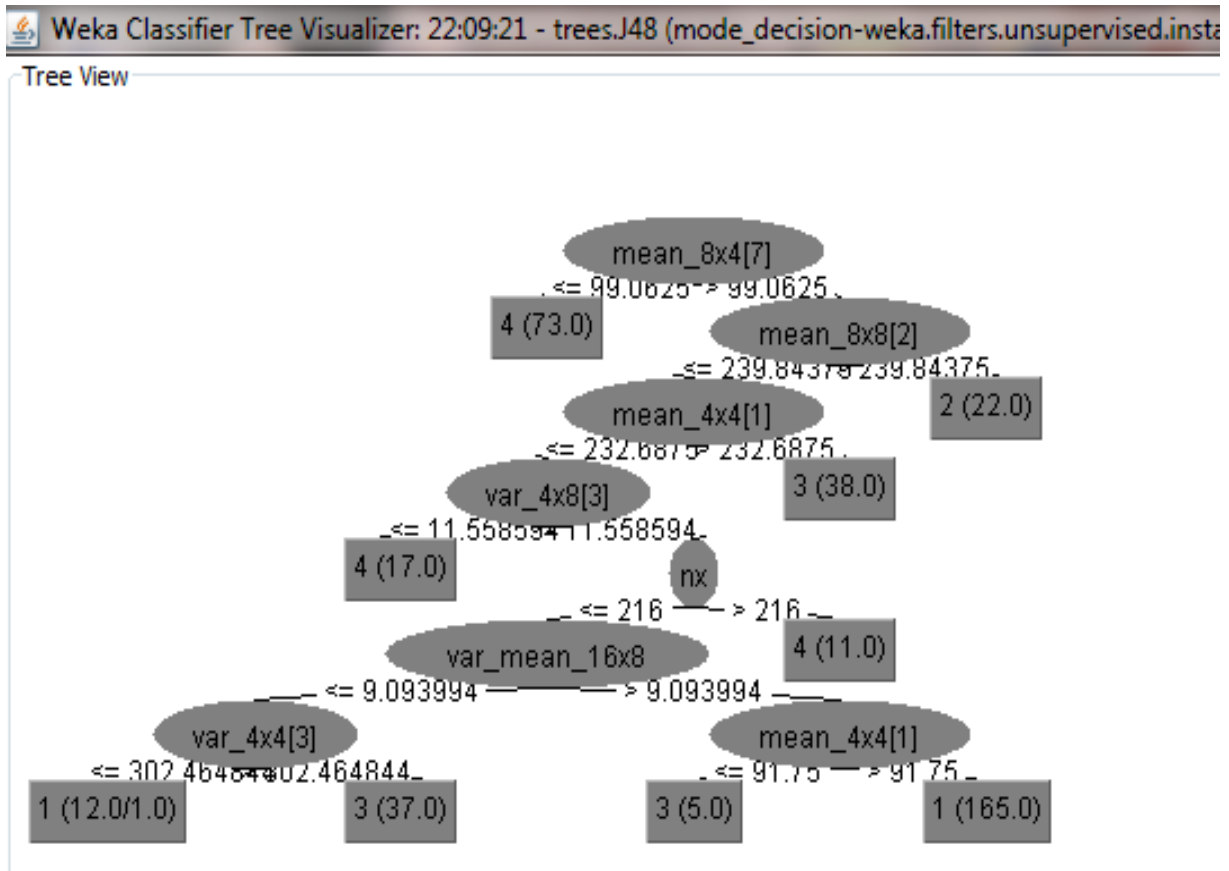 Weka Classifier Tree Visualizer: 22:09:21 - trees.J48 (mode_decision-weka.filters.unsupervised.insta
Tree View
mean_8x4[7]
<= 99.0625 > 99.0625
4 (73.0)
mean_8x8[2]
<= 239.84375 239.84375
mean_4x4[1]
2 (22.0)
<= 232.6875 > 232.6875
var_4x8[3]
3 (38.0)
<= 11.558594 11.558594
4 (17.0)
nx
<= 216 > 216
var_mean_16x8
4 (11.0)
<= 9.093994 > 9.093994
var_4x4[3]
mean_4x4[1]
<= 302.464844 302.464844
<= 91.75 > 91.75
1 (12.0/1.0)
3 (37.0)
3 (5.0)
1 (165.0)